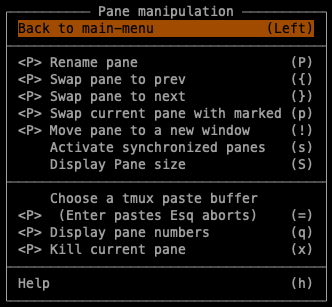 Pane manipulation
Back to main-menu (Left)
<P> Rename pane (P)
<P> Swap pane to prev ({)
<P> Swap pane to next (})
<P> Swap current pane with marked (p)
<P> Move pane to a new window (!)
Activate synchronized panes (s)
Display Pane size (S)
Choose a tmux paste buffer
<P> (Enter pastes Esq aborts) (=)
<P> Display pane numbers (q)
<P> Kill current pane (x)
Help (h)